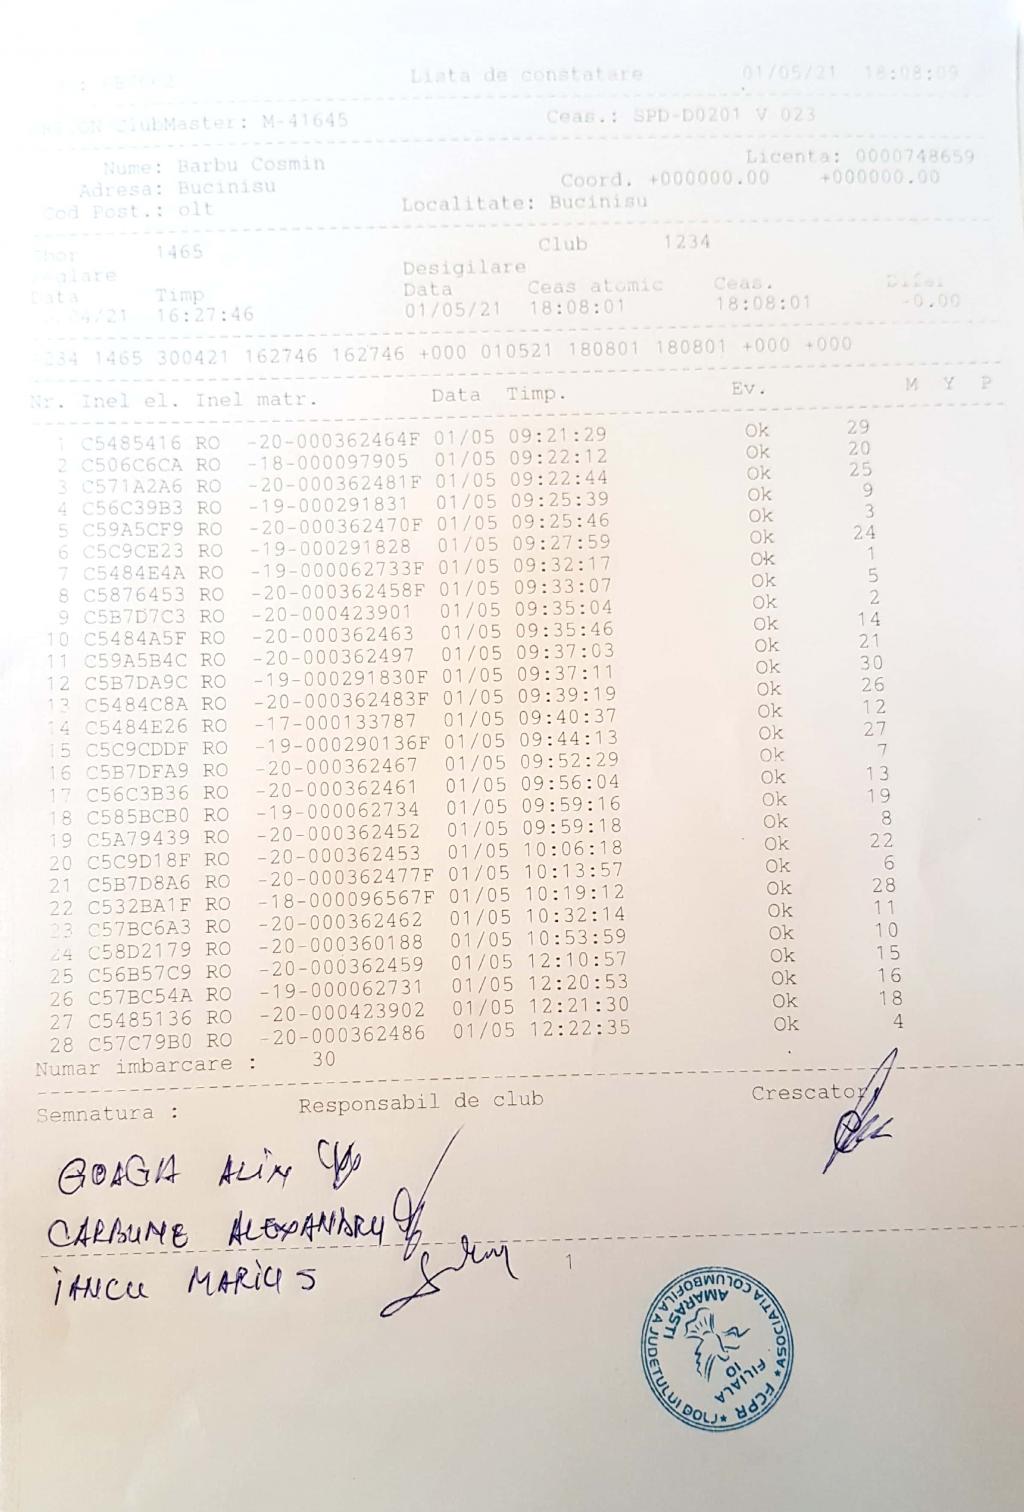 Lista de constatare 01/05/21 18:08:09
ClubMaster: M-41645 Ceas.: SPD-D0201 V 023
Nume: Barbu Cosmin Licenta: 0000748659
Adresa: Bucinisu Coord. +000000.00 +000000.00
Cod Post.: olt Localitate: Bucinisu
1465 Club 1234
Desigilare
Data Timp Data Ceas atomic Ceas. Difer
/21 16:27:46 01/05/21 18:08:01 18:08:01 -0.00
234 1465 300421 162746 162746 +000 010521 180801 180801 +000 +000
Nr. Inel el. Inel matr. Data Timp. Ev. M Y P
1 C5485416 RO -20-000362464F 01/05 09:21:29 Ok 29
2 C506C6CA RO -18-000097905 01/05 09:22:12 Ok 20
3 C571A2A6 RO -20-000362481F 01/05 09:22:44 Ok 25
4 C56C39B3 RO -19-000291831 01/05 09:25:39 Ok 9
5 C59A5CF9 RO -20-000362470F 01/05 09:25:46 Ok 3
6 C5C9CE23 RO -19-000291828 01/05 09:27:59 Ok 24
7 C5484E4A RO -19-000062733F 01/05 09:32:17 Ok 1
8 C5876453 RO -20-000362458F 01/05 09:33:07 Ok 5
9 C5B7D7C3 RO -20-000423901 01/05 09:35:04 Ok 2
10 C5484A5F RO -20-000362463 01/05 09:35:46 Ok 14
11 C59A5B4C RO -20-000362497 01/05 09:37:03 Ok 21
12 C5B7DA9C RO -19-000291830F 01/05 09:37:11 Ok 30
13 C5484C8A RO -20-000362483F 01/05 09:39:19 Ok 26
14 C5484E26 RO -17-000133787 01/05 09:40:37 Ok 12
15 C5C9CDDF RO -19-000290136F 01/05 09:44:13 Ok 27
16 C5B7DFA9 RO -20-000362467 01/05 09:52:29 Ok 7
17 C56C3B36 RO -20-000362461 01/05 09:56:04 Ok 13
18 C585BCB0 RO -19-000062734 01/05 09:59:16 Ok 19
19 C5A79439 RO -20-000362452 01/05 09:59:18 Ok 8
20 C5C9D18F RO -20-000362453 01/05 10:06:18 Ok 22
21 C5B7D8A6 RO -20-000362477F 01/05 10:13:57 Ok 6
22 C532BA1F RO -18-000096567F 01/05 10:19:12 Ok 28
23 C57BC6A3 RO -20-000362462 01/05 10:32:14 Ok 11
24 C58D2179 RO -20-000360188 01/05 10:53:59 Ok 10
25 C56B57C9 RO -20-000362459 01/05 12:10:57 Ok 15
26 C57BC54A RO -19-000062731 01/05 12:20:53 Ok 16
27 C5485136 RO -20-000423902 01/05 12:21:30 Ok 18
28 C57C79B0 RO -20-000362486 01/05 12:22:35 Ok 4
Numar imbarcare : 30
Semnatura : Responsabil de club Crescator
GOAGA ALIN
CARBUNE ALEXANDRU
IANCU MARIUS
1
FCPR * ASOCIATIA COLUMBOFILA A JUDETULUI DOLJ *
AMARASTI
FILIALA
10